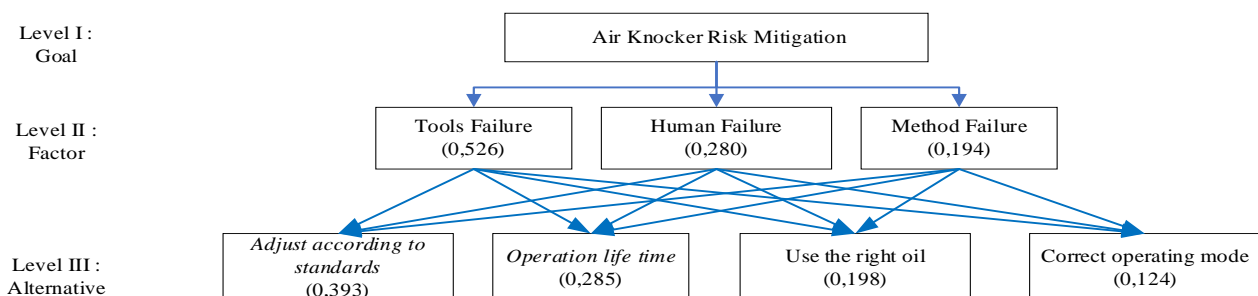 Level I :
Goal
Air Knocker Risk Mitigation
Level II :
Factor
Tools Failure
(0,526)
Human Failure
(0,280)
Method Failure
(0,194)
Level III :
Alternative
Adjust according to
standards
(0,393)
Operation life time
(0,285)
Use the right oil
(0,198)
Correct operating mode
(0,124)